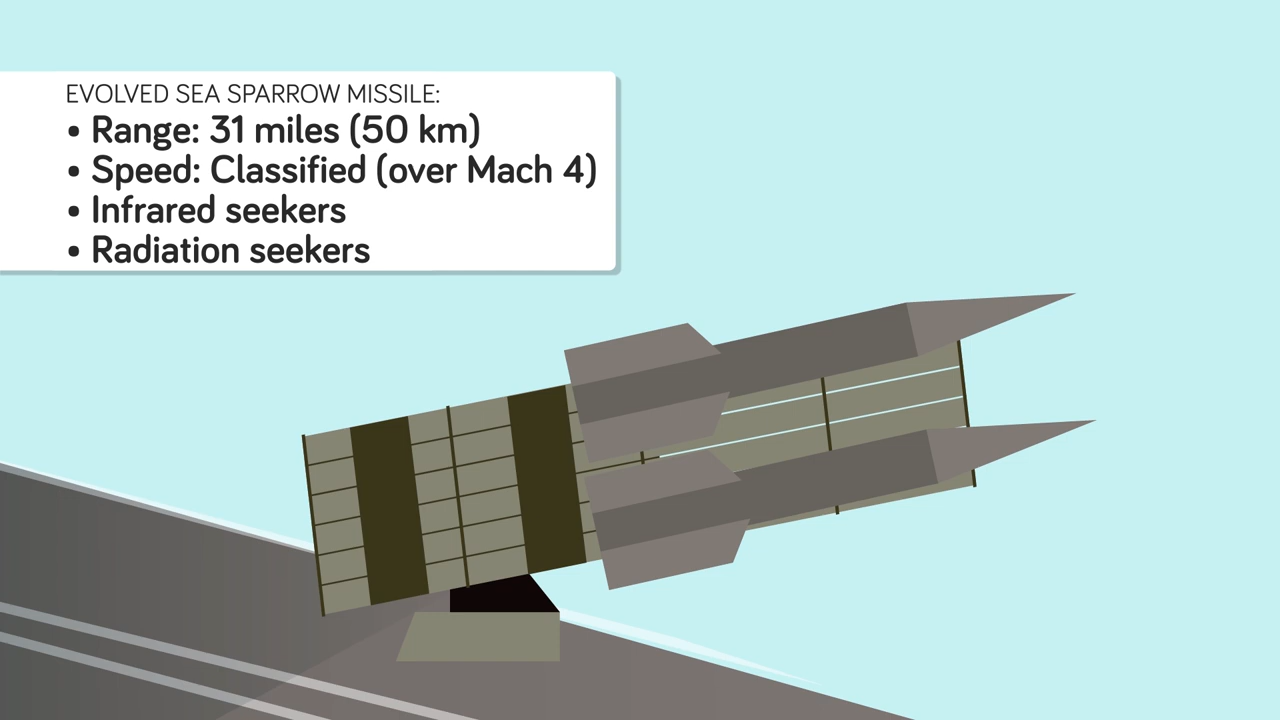 EVOLVED SEA SPARROW MISSILE:
• Range: 31 miles (50 km)
• Speed: Classified (over Mach 4)
• Infrared seekers
• Radiation seekers